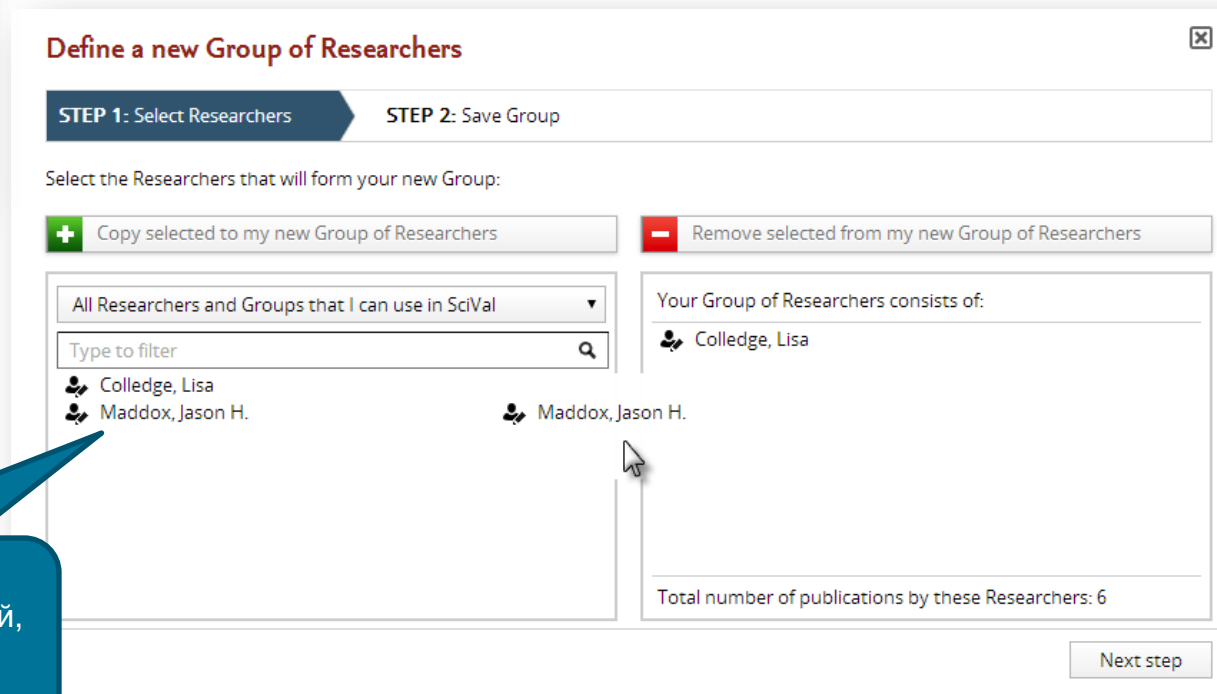 Define a new Group of Researchers
STEP 1: Select Researchers
STEP 2: Save Group
Select the Researchers that will form your new Group:
Copy selected to my new Group of Researchers
Remove selected from my new Group of Researchers
All Researchers and Groups that I can use in SciVal
Type to filter
Colledge, Lisa
Maddox, Jason H.
Maddox, Jason H.
Your Group of Researchers consists of:
Colledge, Lisa
Total number of publications by these Researchers: 6
Next step